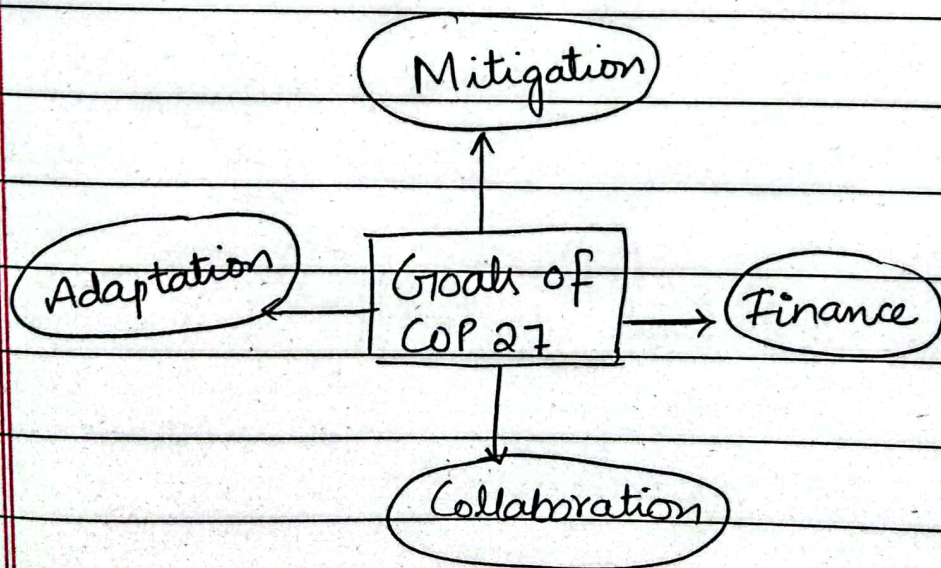 Mitigation
Adaptation
Goals of
COP 27
Finance
Collaboration